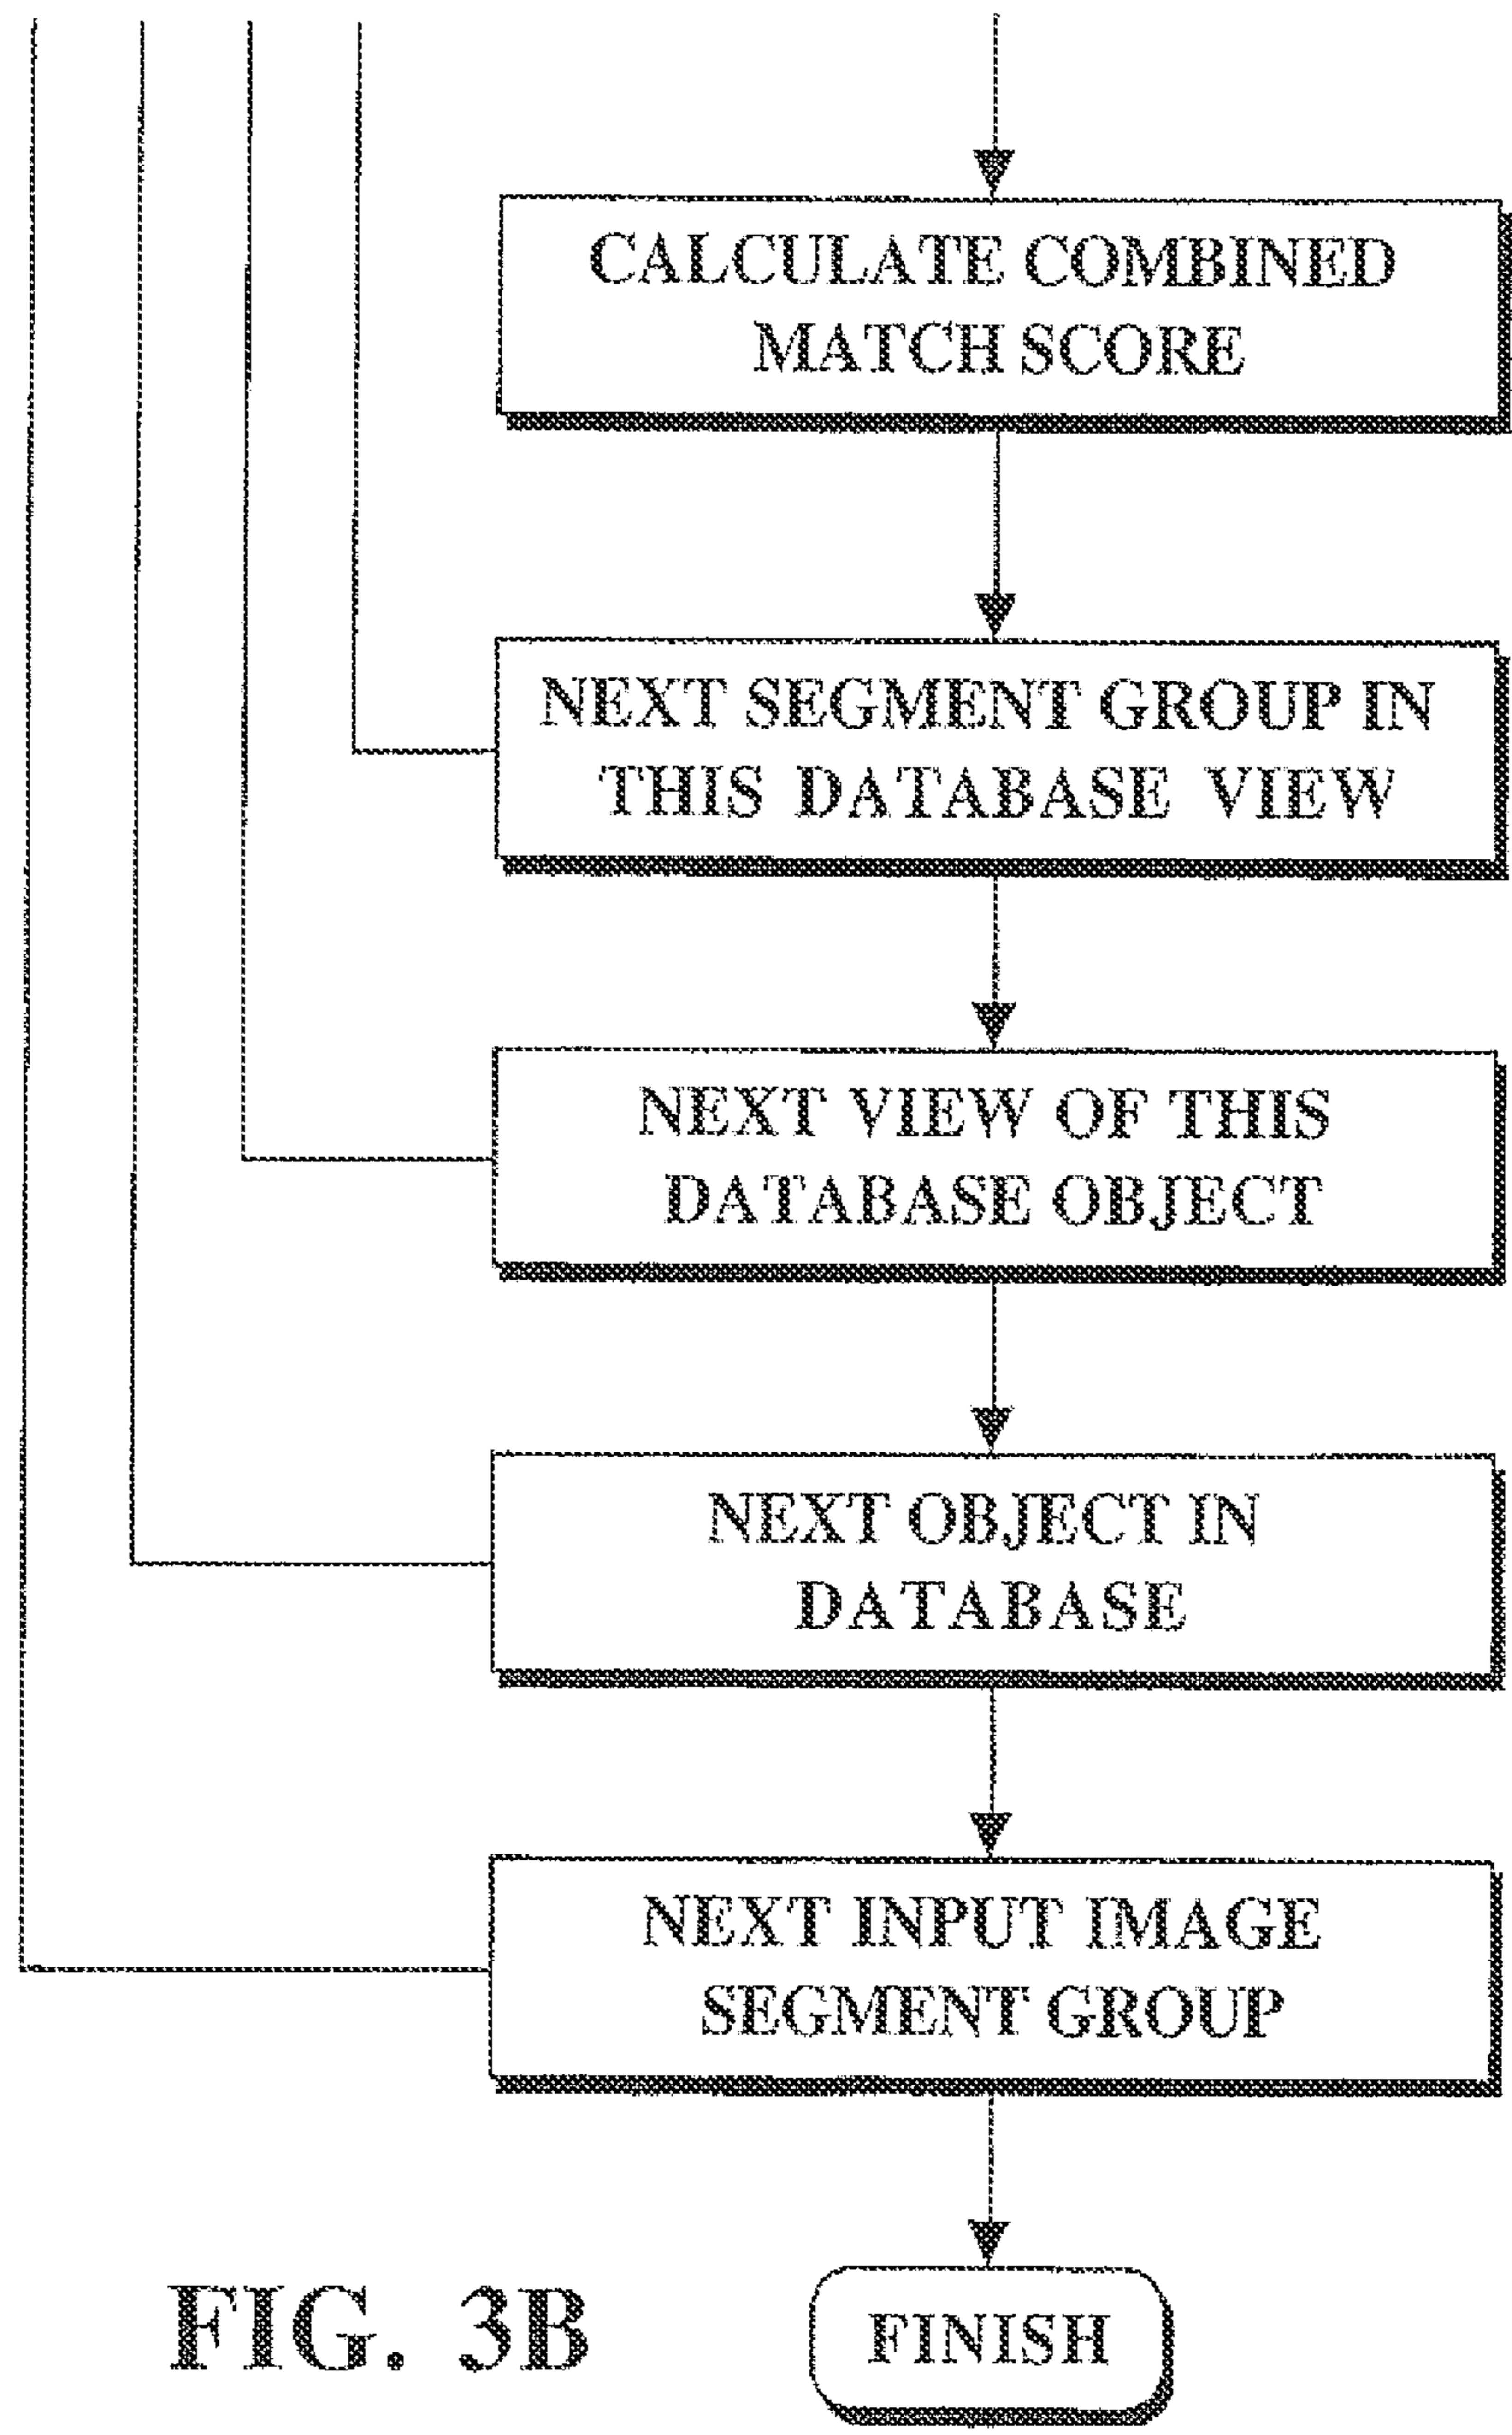 CALCULATE COMBINED
MATCH SCORE
NEXT SEGMENT GROUP IN
THIS DATABASE VIEW
NEXT VIEW OF THIS
DATABASE OBJECT
NEXT OBJECT IN
DATABASE
NEXT INPUT IMAGE
SEGMENT GROUP
FINISH
FIG. 3B